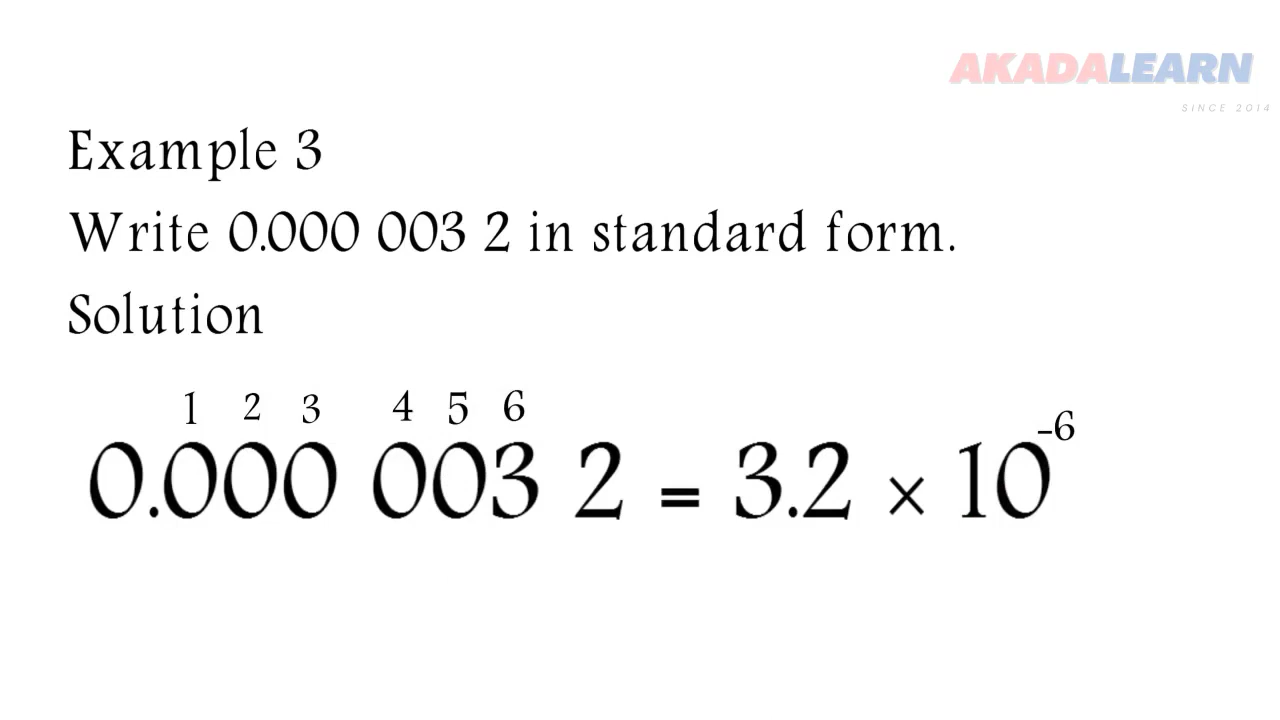 AKADALEARN
SINCE 2014
Example 3
Write 0.000 003 2 in standard form.
Solution
1 2 3 4 5 6
0.000 003 2 = 3.2 × 10⁻⁶